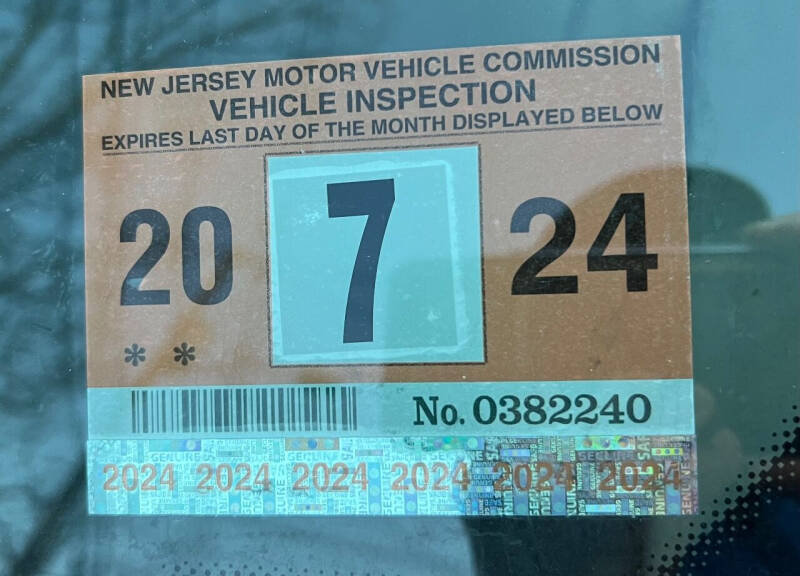 NEW JERSEY MOTOR VEHICLE COMMISSION
VEHICLE INSPECTION
EXPIRES LAST DAY OF THE MONTH DISPLAYED BELOW
20 7 24
**
No. 0382240
2024 2024 2024 2024 2024 2024